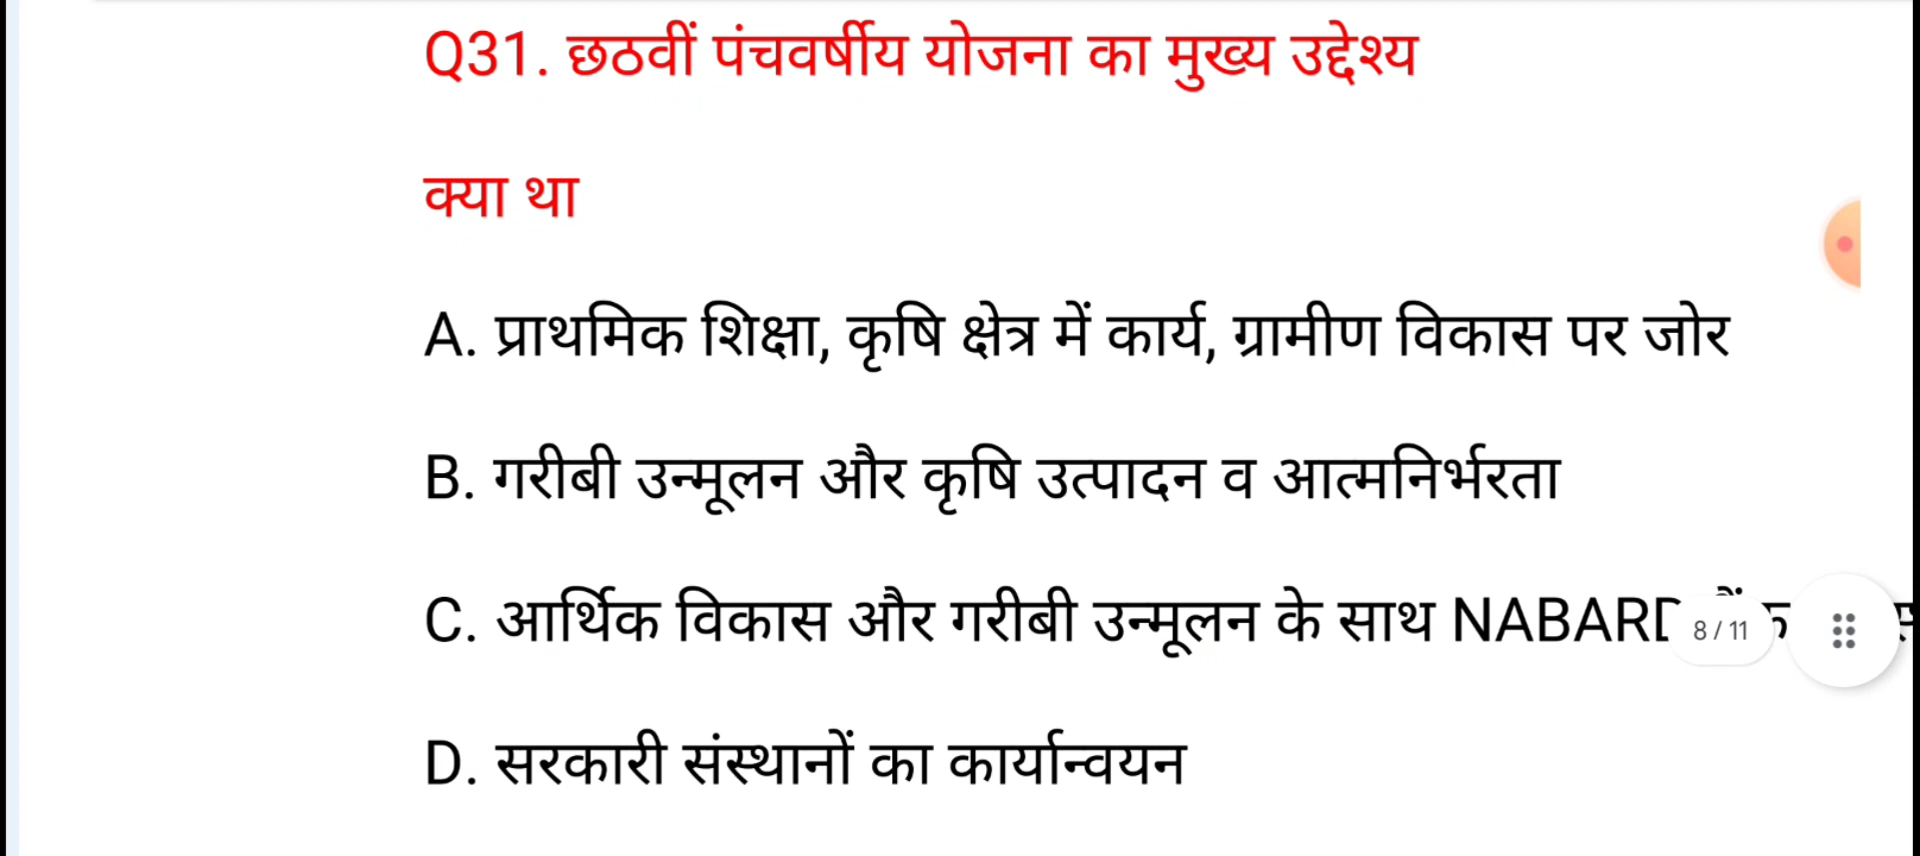 Q31. छठवीं पंचवर्षीय योजना का मुख्य उद्देश्य
क्या था
A. प्राथमिक शिक्षा, कृषि क्षेत्र में कार्य, ग्रामीण विकास पर जोर
B. गरीबी उन्मूलन और कृषि उत्पादन व आत्मनिर्भरता
C. आर्थिक विकास और गरीबी उन्मूलन के साथ NABARD
8 / 11
D. सरकारी संस्थानों का कार्यान्वयन